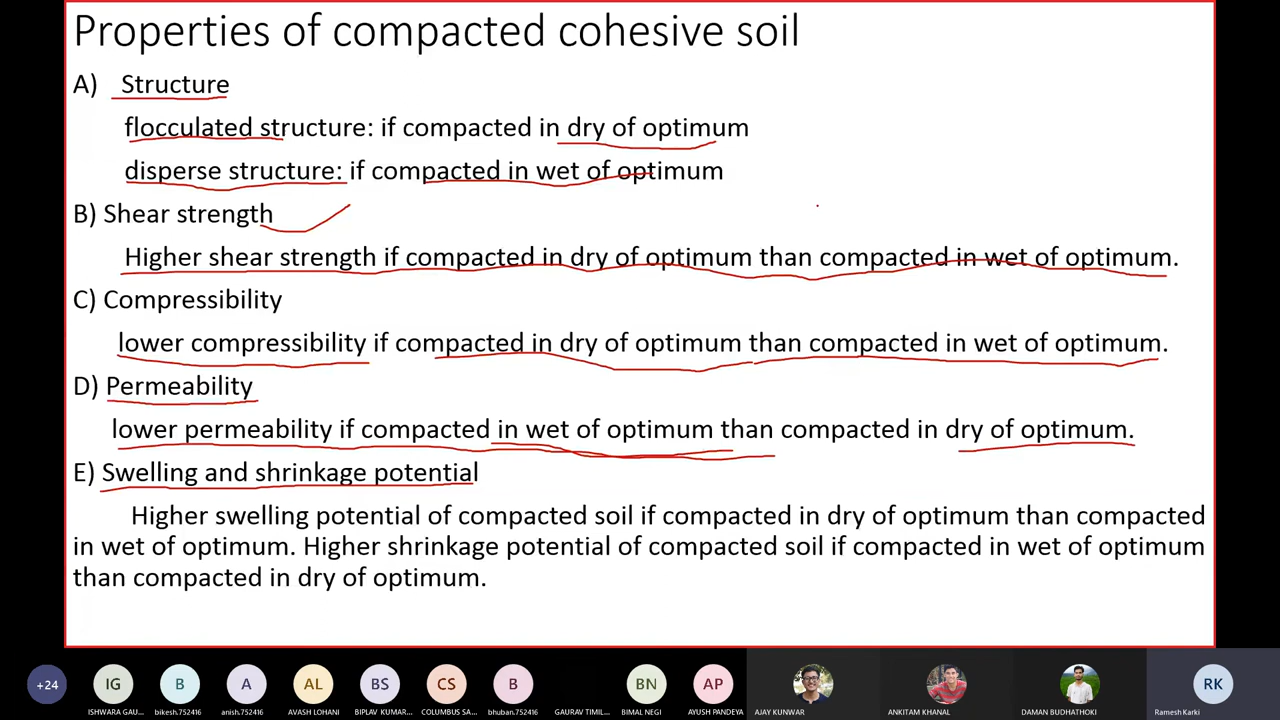 Properties of compacted cohesive soil
A) Structure
flocculated structure: if compacted in dry of optimum
disperse structure: if compacted in wet of optimum
B) Shear strength
Higher shear strength if compacted in dry of optimum than compacted in wet of optimum.
C) Compressibility
lower compressibility if compacted in dry of optimum than compacted in wet of optimum.
D) Permeability
lower permeability if compacted in wet of optimum than compacted in dry of optimum.
E) Swelling and shrinkage potential
Higher swelling potential of compacted soil if compacted in dry of optimum than compacted
in wet of optimum. Higher shrinkage potential of compacted soil if compacted in wet of optimum
than compacted in dry of optimum.
+24 IG B A AL BS CS B BN AP RK
ISHWARA GAU... bikesh.752416 anish.752416 AVASH LOHANI BIPLAV KUMAR... COLUMBUS SA... bhuban.752416 GAURAV TIMIL... BIMAL NEGI AYUSH PANDEYA AJAY KUNWAR ANKITAM KHANAL DAMAN BUDHATHOKI Ramesh Karki